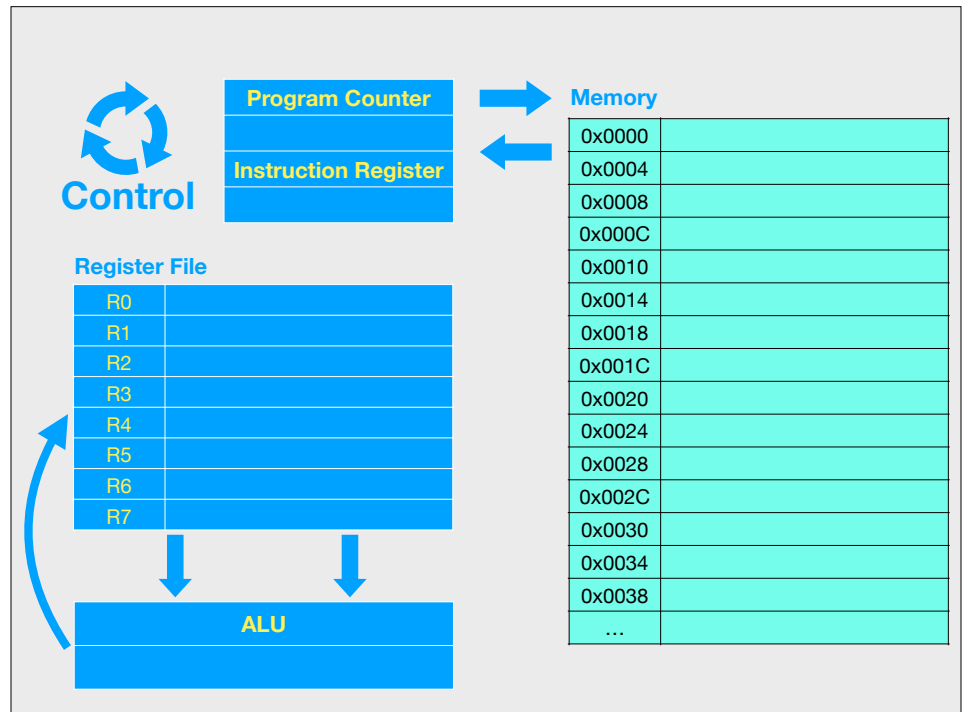 Program Counter
Instruction Register
Control
Register File
R0
R1
R2
R3
R4
R5
R6
R7
ALU
Memory
0x0000
0x0004
0x0008
0x000C
0x0010
0x0014
0x0018
0x001C
0x0020
0x0024
0x0028
0x002C
0x0030
0x0034
0x0038
…